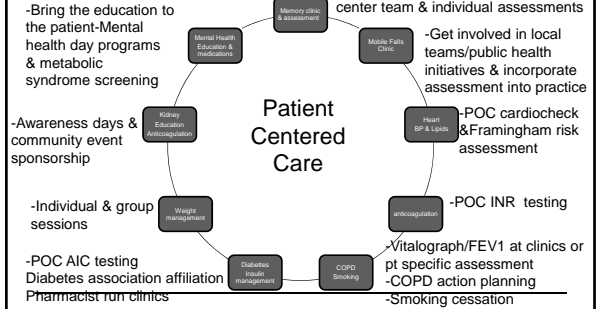 center team & individual assessments
-Bring the education to
the patient-Mental
health day programs
& metabolic
syndrome screening
Memory clinic
& assessment
Mental Health
Education &
medications
Mobile Falls
Clinic
-Get involved in local
teams/public health
initiatives & incorporate
assessment into practice
Kidney
Education
Anticoagulation
-Awareness days &
community event
sponsorship
Patient
Centered
Care
Heart
BP & Lipids
-POC cardiocheck
&Framingham risk
assessment
-Individual & group
sessions
Weight
management
anticoagulation
-POC INR testing
-POC AIC testing
Diabetes association affiliation
Pharmacist run clinics
Diabettes
Insulin
management
COPD
Smoking
-Vitalograph/FEV1 at clinics or
pt specific assessment
-COPD action planning
-Smoking cessation